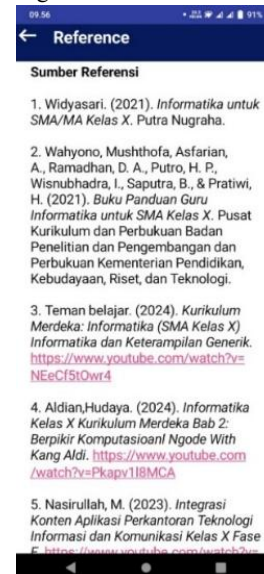 09.56
91%
← Reference
Sumber Referensi
1. Widyasari. (2021). Informatika untuk
SMA/MA Kelas X. Putra Nugraha.
2. Wahyono, Mushthofa, Asfarian,
A., Ramadhan, D. A., Putro, H. P.,
Wisnubhadra, I., Saputra, B., & Pratiwi,
H. (2021). Buku Panduan Guru
Informatika untuk SMA Kelas X. Pusat
Kurikulum dan Perbukuan Badan
Penelitian dan Pengembangan dan
Perbukuan Kementerian Pendidikan,
Kebudayaan, Riset, dan Teknologi.
3. Teman belajar. (2024). Kurikulum
Merdeka: Informatika (SMA Kelas X)
Informatika dan Keterampilan Generik.
https://www.youtube.com/watch?v=
NEeCf5tOwr4
4. Aldian,Hudaya. (2024). Informatika
Kelas X Kurikulum Merdeka Bab 2:
Berpikir Komputasioanl Ngode With
Kang Aldi. https://www.youtube.com
/watch?v=Pkapv1I8MCA
5. Nasirullah, M. (2023). Integrasi
Konten Aplikasi Perkantoran Teknologi
Informasi dan Komunikasi Kelas X Fase
E. https://www.youtube.com/watch?v=